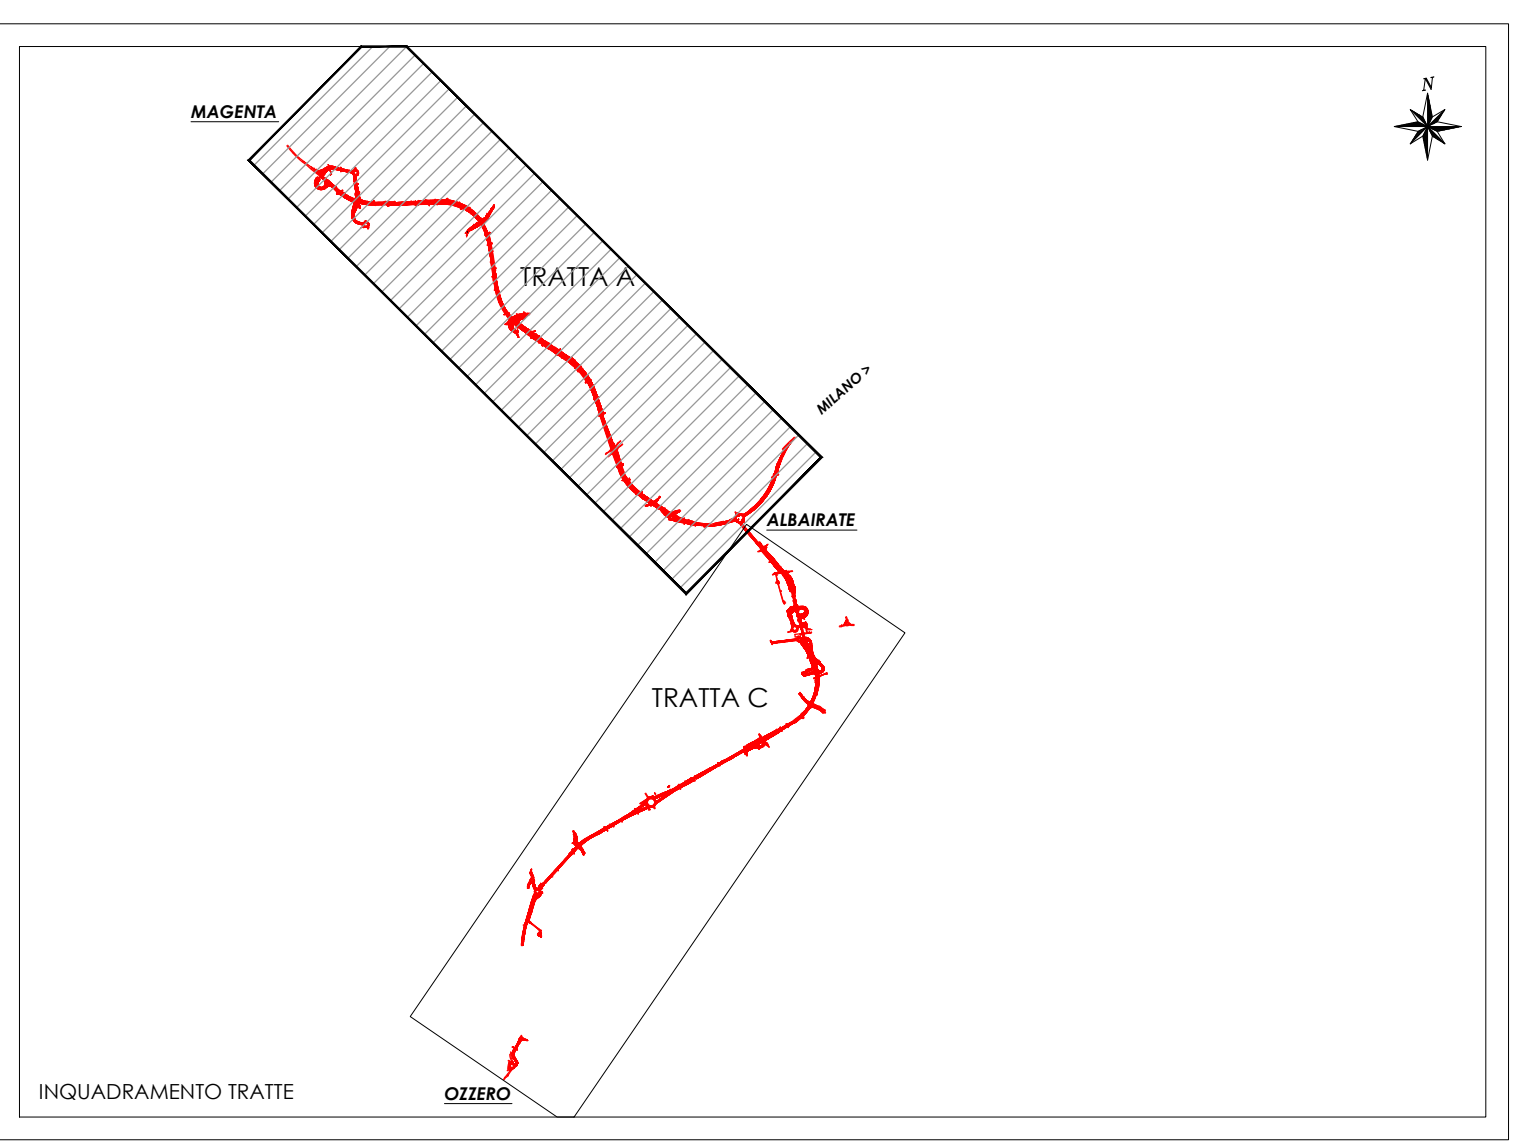 N
MAGENTA
TRATTA A
MILANO >
ALBAIRATE
TRATTA C
INQUADRAMENTO TRATTE
OZZERO